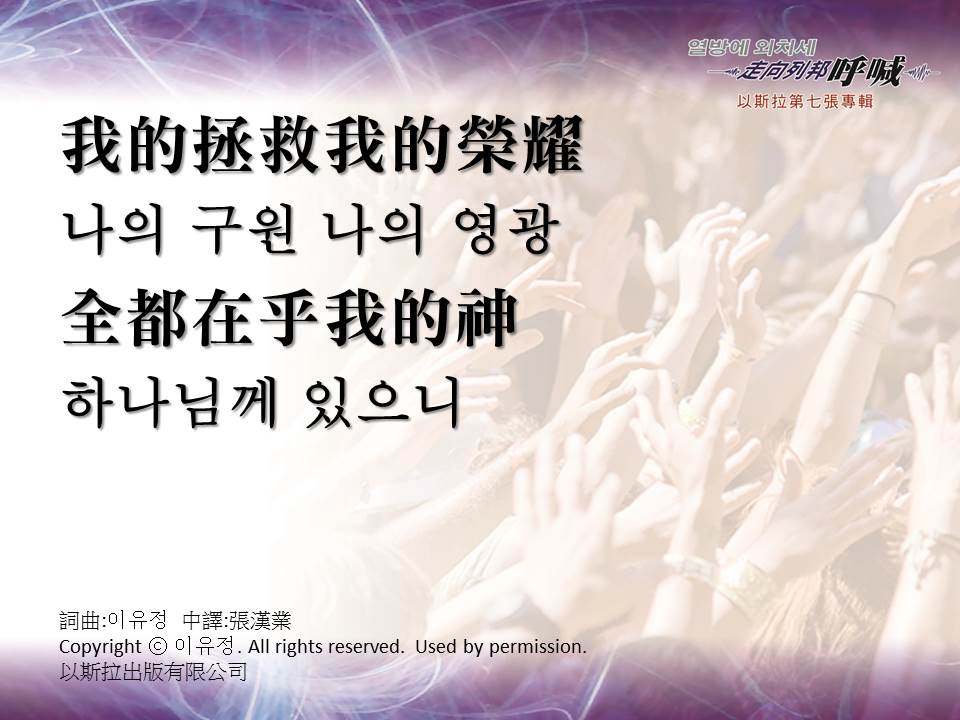 열방에 외치세
走向列邦呼喊
以斯拉第七張專輯
我的拯救我的榮耀
나의 구원 나의 영광
全都在乎我的神
하나님께 있으니
詞曲:이유정 中譯:張漢業
Copyright ⓒ 이유정. All rights reserved. Used by permission.
以斯拉出版有限公司